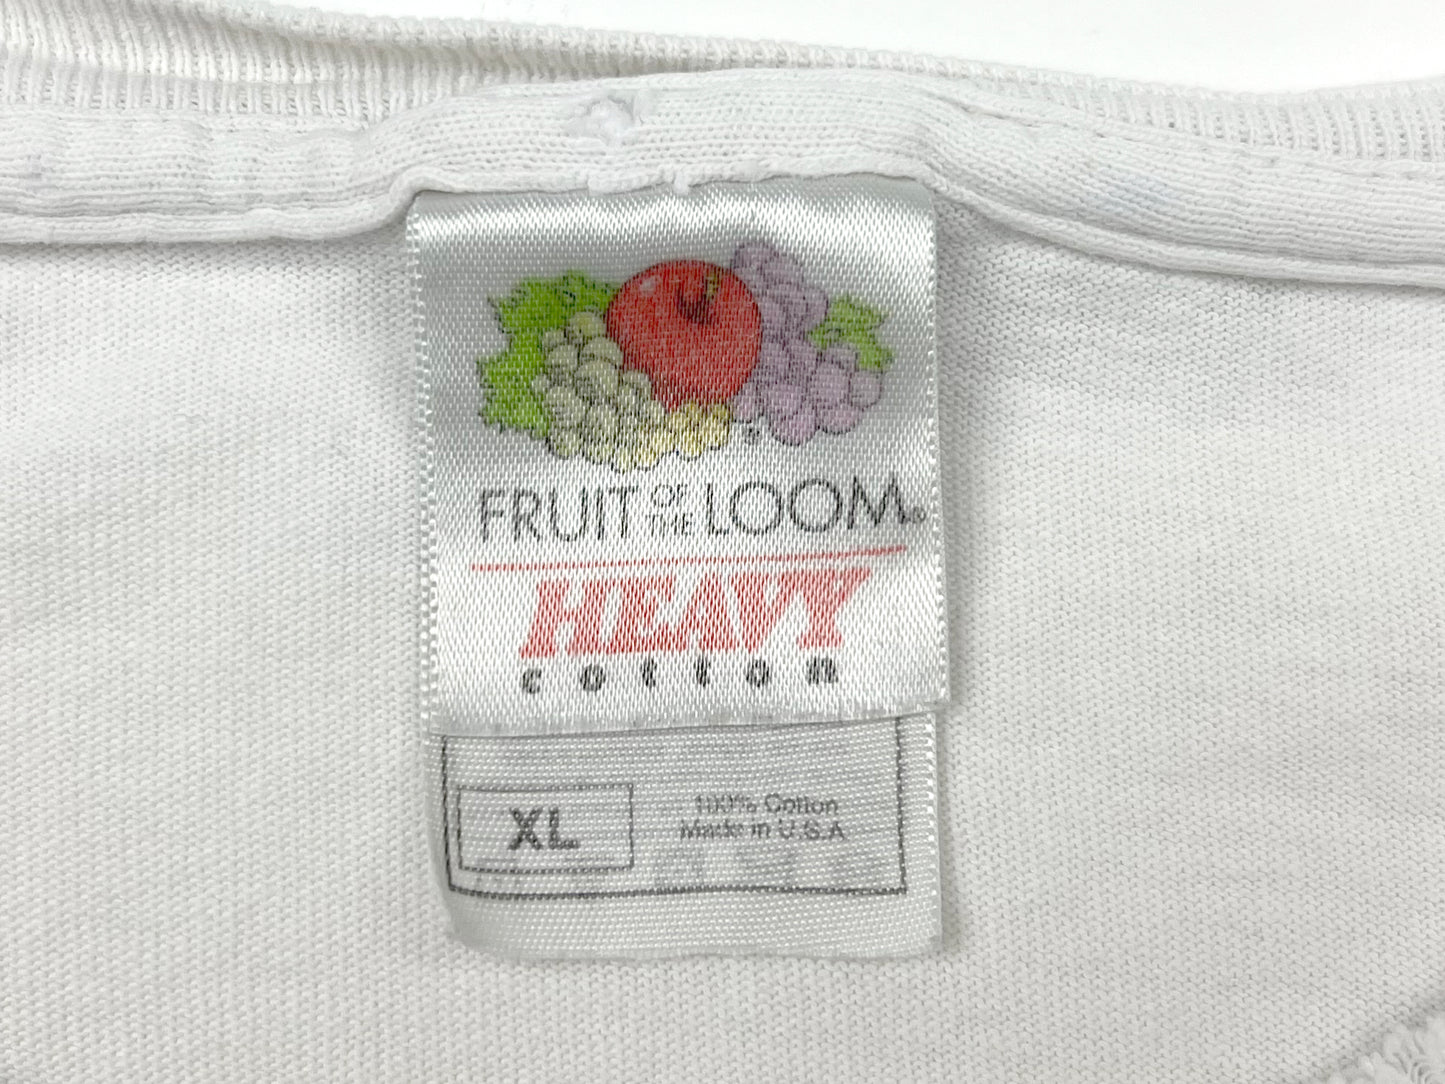 FRUIT OF THE LOOM®
HEAVY
cotton
XL
100% Cotton
Made in U.S.A